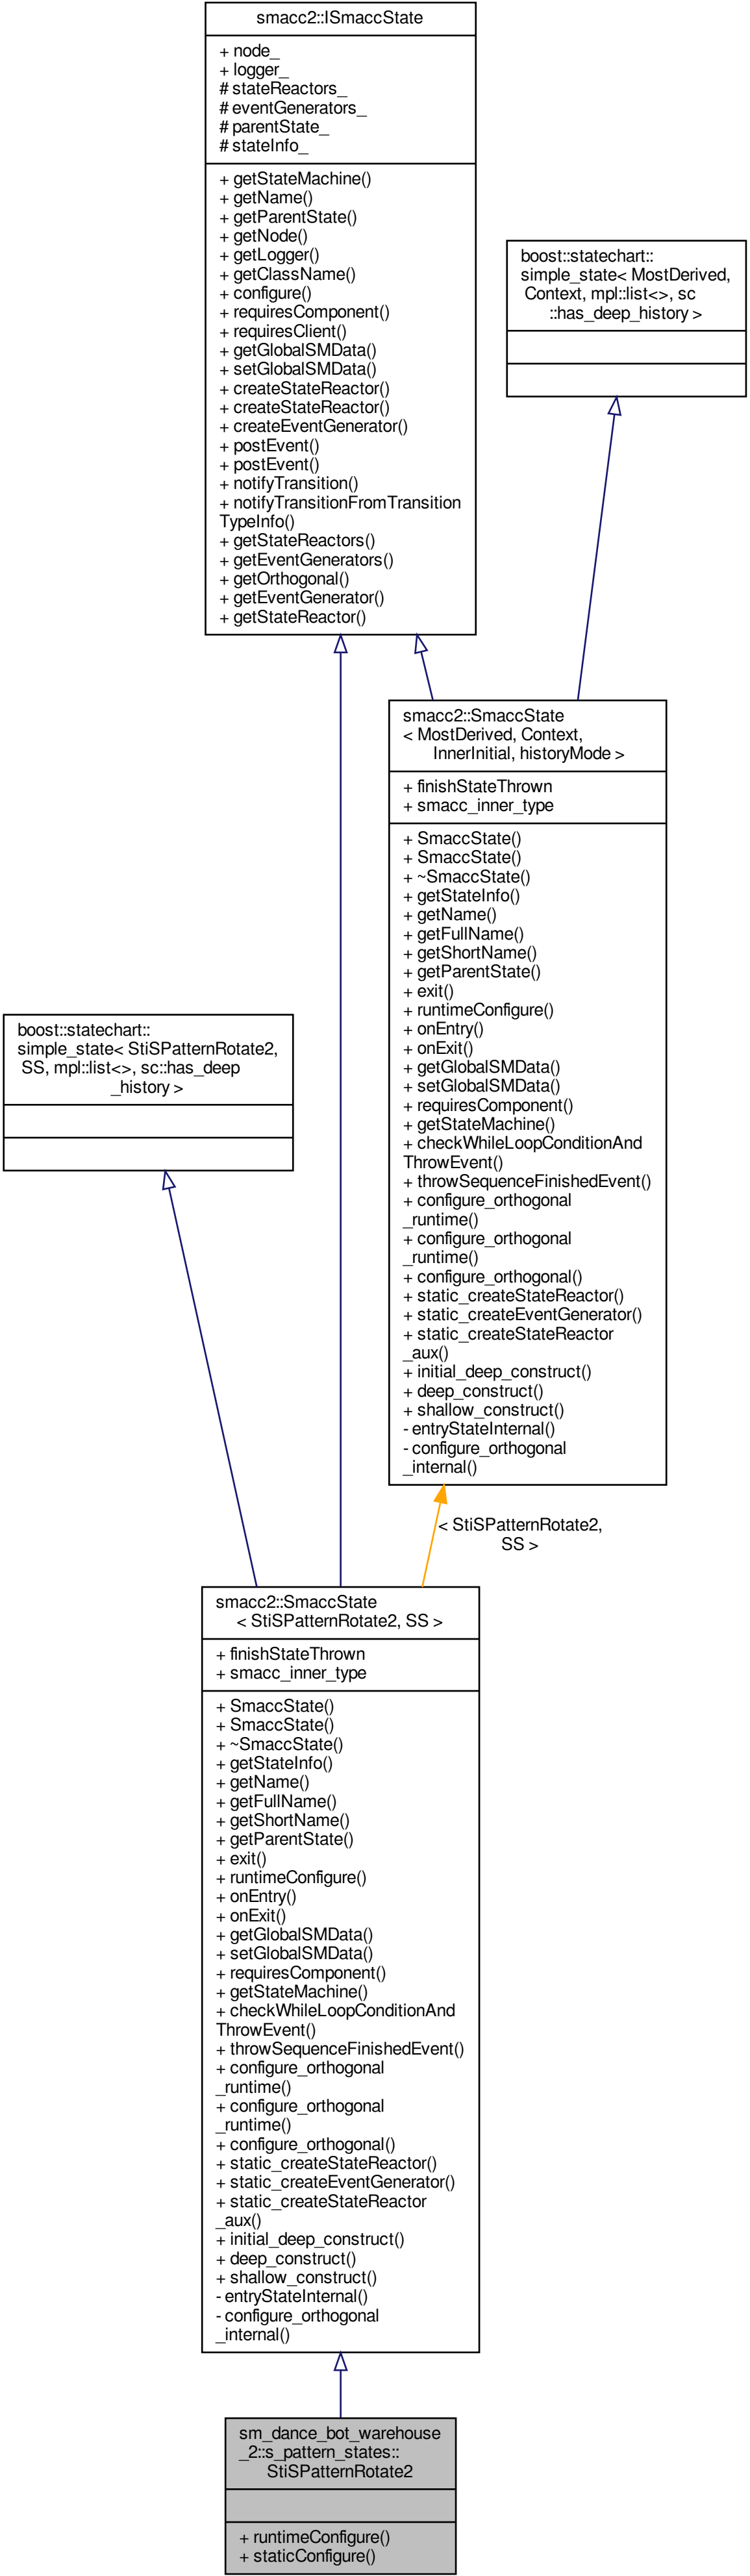 smacc2::ISmaccState
+ node_
+ logger_
# stateReactors_
# eventGenerators_
# parentState_
# stateInfo_
+ getStateMachine()
+ getName()
+ getParentState()
+ getNode()
+ getLogger()
+ getClassName()
+ configure()
+ requiresComponent()
+ requiresClient()
+ getGlobalSMData()
+ setGlobalSMData()
+ createStateReactor()
+ createStateReactor()
+ createEventGenerator()
+ postEvent()
+ postEvent()
+ notifyTransition()
+ notifyTransitionFromTransition
TypeInfo()
+ getStateReactors()
+ getEventGenerators()
+ getOrthogonal()
+ getEventGenerator()
+ getStateReactor()
boost::statechart::
simple_state< MostDerived,
Context, mpl::list<>, sc
::has_deep_history >
smacc2::SmaccState
< MostDerived, Context,
InnerInitial, historyMode >
+ finishStateThrown
+ smacc_inner_type
+ SmaccState()
+ SmaccState()
+ ~SmaccState()
+ getStateInfo()
+ getName()
+ getFullName()
+ getShortName()
+ getParentState()
+ exit()
+ runtimeConfigure()
+ onEntry()
+ onExit()
+ getGlobalSMData()
+ setGlobalSMData()
+ requiresComponent()
+ getStateMachine()
+ checkWhileLoopConditionAnd
ThrowEvent()
+ throwSequenceFinishedEvent()
+ configure_orthogonal
_runtime()
+ configure_orthogonal
_runtime()
+ configure_orthogonal()
+ static_createStateReactor()
+ static_createEventGenerator()
+ static_createStateReactor
_aux()
+ initial_deep_construct()
+ deep_construct()
+ shallow_construct()
- entryStateInternal()
- configure_orthogonal
_internal()
boost::statechart::
simple_state< StiSPatternRotate2,
SS, mpl::list<>, sc::has_deep
_history >
< StiSPatternRotate2,
SS >
smacc2::SmaccState
< StiSPatternRotate2, SS >
+ finishStateThrown
+ smacc_inner_type
+ SmaccState()
+ SmaccState()
+ ~SmaccState()
+ getStateInfo()
+ getName()
+ getFullName()
+ getShortName()
+ getParentState()
+ exit()
+ runtimeConfigure()
+ onEntry()
+ onExit()
+ getGlobalSMData()
+ setGlobalSMData()
+ requiresComponent()
+ getStateMachine()
+ checkWhileLoopConditionAnd
ThrowEvent()
+ throwSequenceFinishedEvent()
+ configure_orthogonal
_runtime()
+ configure_orthogonal
_runtime()
+ configure_orthogonal()
+ static_createStateReactor()
+ static_createEventGenerator()
+ static_createStateReactor
_aux()
+ initial_deep_construct()
+ deep_construct()
+ shallow_construct()
- entryStateInternal()
- configure_orthogonal
_internal()
sm_dance_bot_warehouse
_2::s_pattern_states::
StiSPatternRotate2
+ runtimeConfigure()
+ staticConfigure()